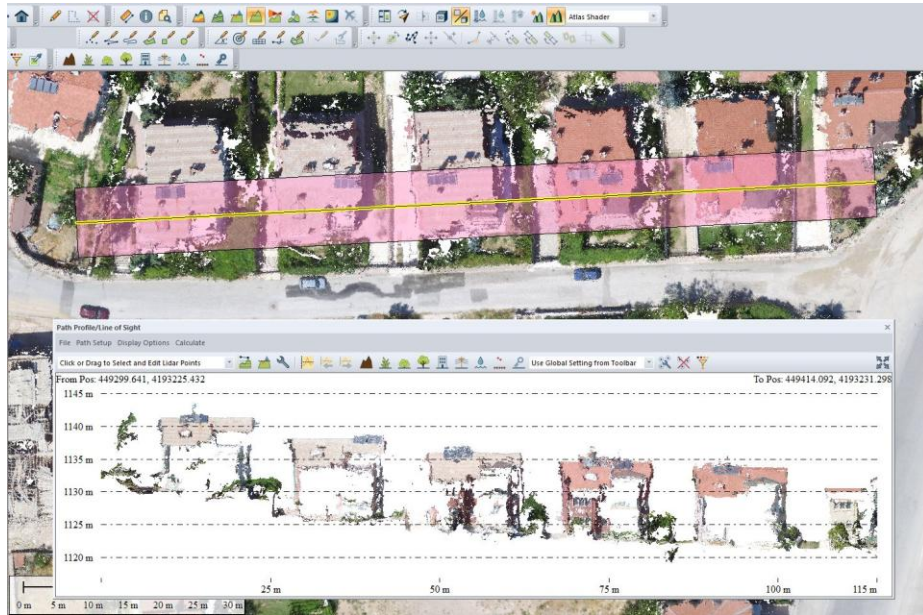 Atlas Shader
Path Profile/Line of Sight
File Path Setup Display Options Calculate
Click or Drag to Select and Edit Lidar Points
Use Global Setting from Toolbar
From Pos: 449299.641, 4193225.432
To Pos: 449414.092, 4193231.298
1145 m
1140 m
1135 m
1130 m
1125 m
1120 m
25 m
50 m
75 m
100 m
115 m
0 m 5 m 10 m 15 m 20 m 25 m 30 m